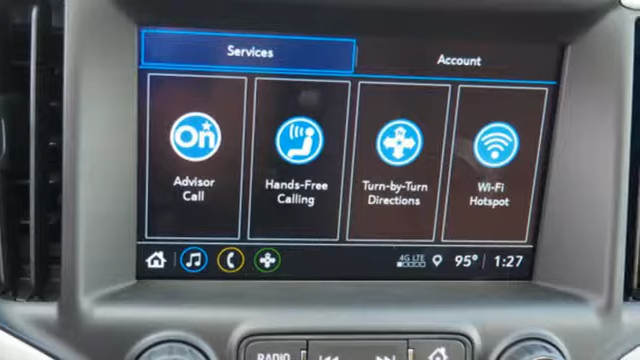 Services
Account
On
Advisor
Call
Hands-Free
Calling
Turn-by-Turn
Directions
Wi-Fi
Hotspot
4G LTE
95°
1:27
RADIO